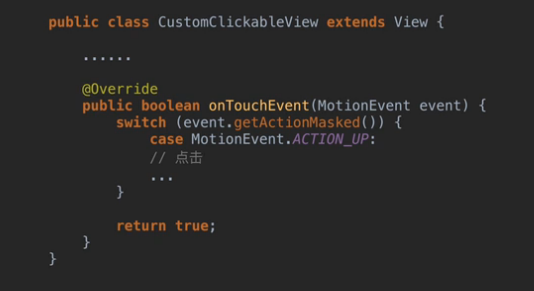 public class CustomClickableView extends View {
......
@Override
public boolean onTouchEvent(MotionEvent event) {
switch (event.getActionMasked()) {
case MotionEvent.ACTION_UP:
// 点击
...
}
return true;
}
}